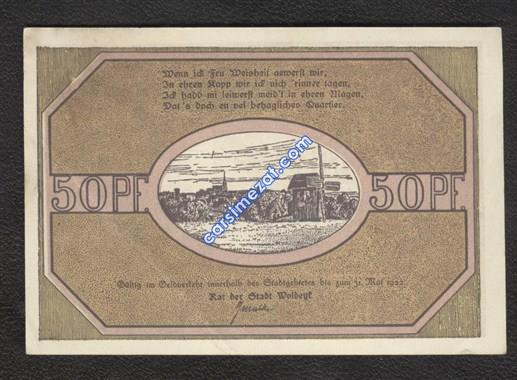 Wenn ick Fru Weisheit aewerst wir,
In ehren Kopp wir ick nich 'rinner tagen,
Ick hadd mi leiwerst meid't in ehren Magen,
Dat's doch en vel behaglicher Quartier.
50 PF.
50 PF.
carsimezat.com
Gültig im Geldverkehr innerhalb des Stadtgebietes bis zum 31. Mai 1922
Rat der Stadt Woldegk